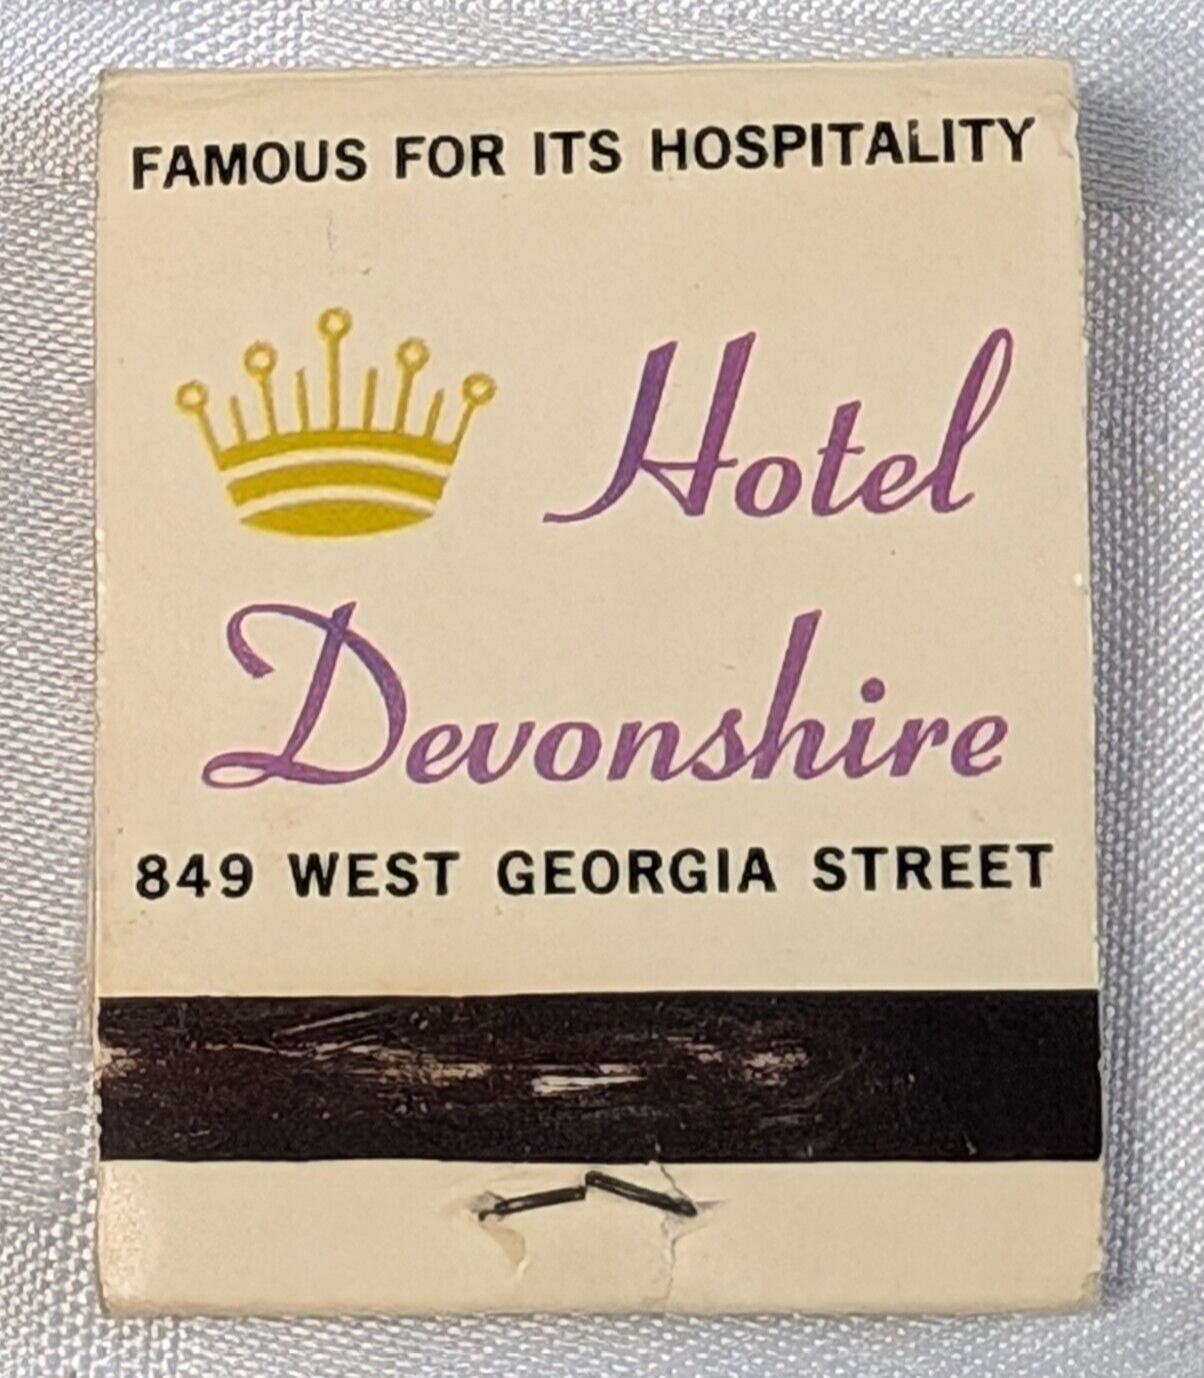 FAMOUS FOR ITS HOSPITALITY
Hotel
Devonshire
849 WEST GEORGIA STREET